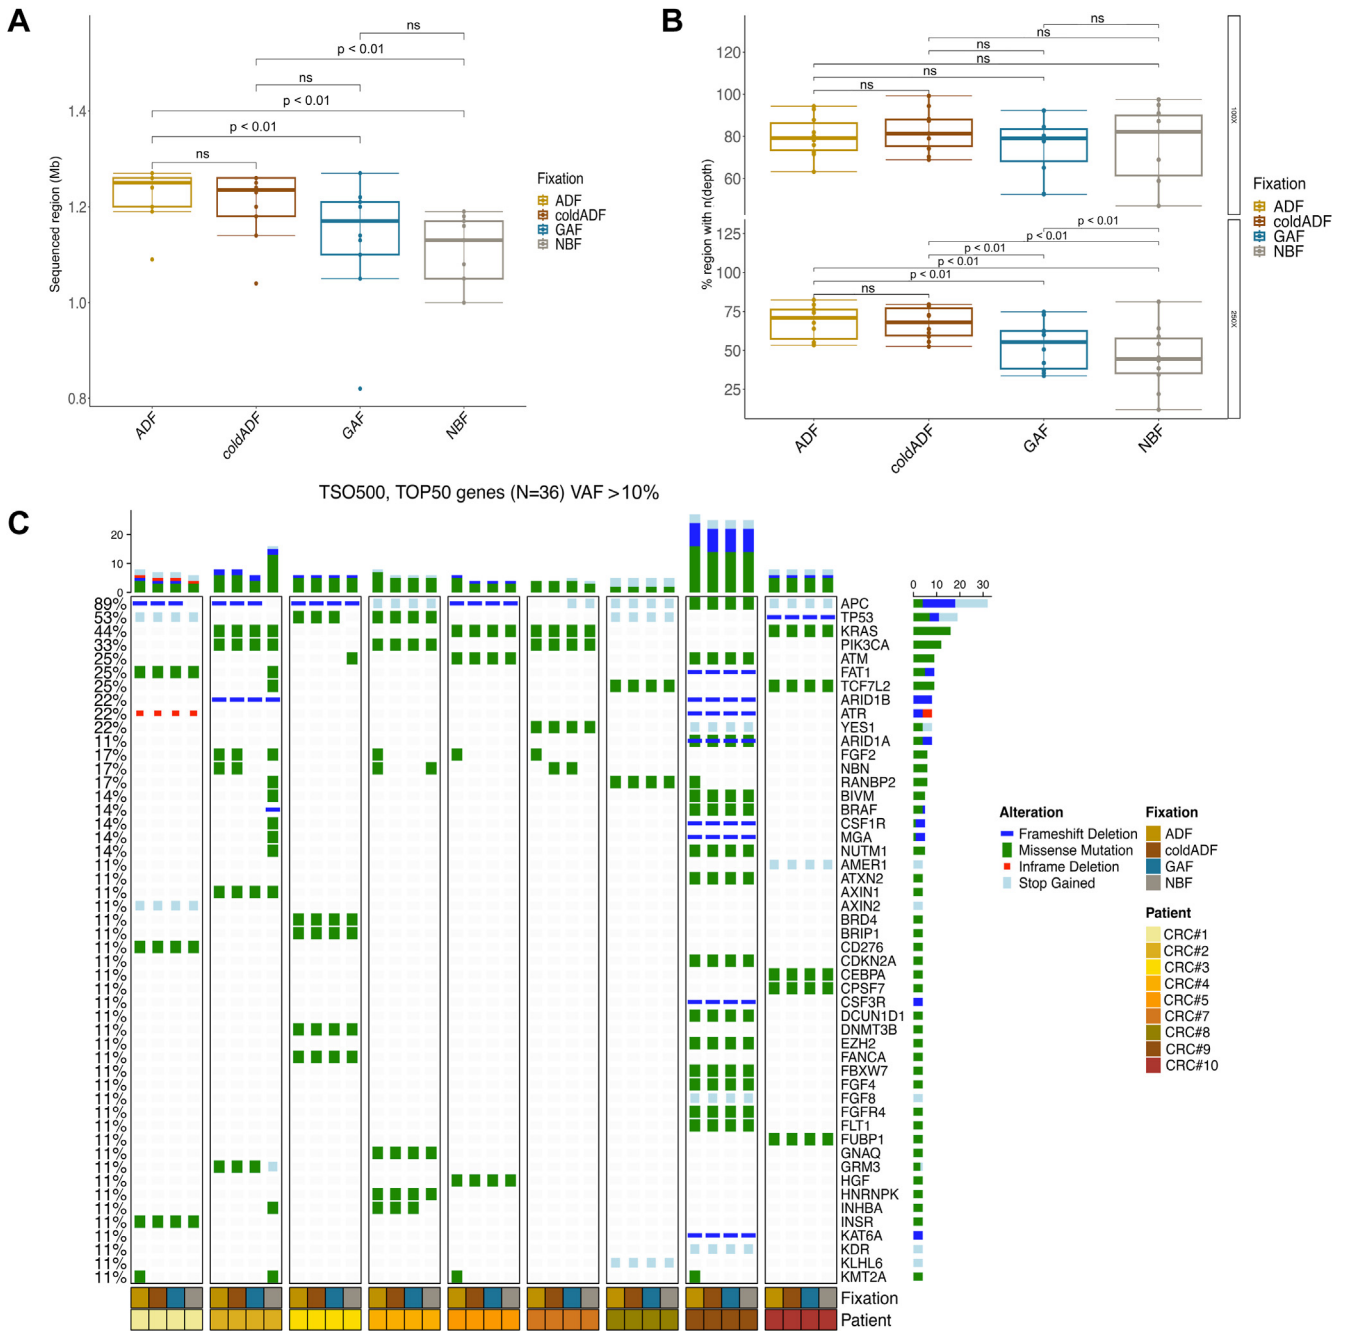 A
ns
p < 0.01
ns
p < 0.01
p < 0.01
ns
Sequenced region (Mb)
1.4
1.2
1.0
0.8
ADF
coldADF
GAF
NBF
Fixation
ADF
coldADF
GAF
NBF
B
ns
ns
ns
ns
ns
ns
% region with n(depth)
120
100
80
60
100X
p < 0.01
p < 0.01
p < 0.01
p < 0.01
p < 0.01
ns
125
100
75
50
25
250X
ADF
coldADF
GAF
NBF
Fixation
ADF
coldADF
GAF
NBF
C
TSO500, TOP50 genes (N=36) VAF >10%
20
10
0
0 10 20 30
89% APC
53% TP53
44% KRAS
33% PIK3CA
25% ATM
25% FAT1
25% TCF7L2
22% ARID1B
22% ATR
22% YES1
11% ARID1A
17% FGF2
17% NBN
17% RANBP2
14% BIVM
14% BRAF
14% CSF1R
14% MGA
14% NUTM1
11% AMER1
11% ATXN2
11% AXIN1
11% AXIN2
11% BRD4
11% BRIP1
11% CD276
11% CDKN2A
11% CEBPA
11% CPSF7
11% CSF3R
11% DCUN1D1
11% DNMT3B
11% EZH2
11% FANCA
11% FBXW7
11% FGF4
11% FGF8
11% FGFR4
11% FLT1
11% FUBP1
11% GNAQ
11% GRM3
11% HGF
11% HNRNPK
11% INHBA
11% INSR
11% KAT6A
11% KDR
11% KLHL6
11% KMT2A
Fixation
Patient
Alteration
Frameshift Deletion
Missense Mutation
Inframe Deletion
Stop Gained
Fixation
ADF
coldADF
GAF
NBF
Patient
CRC#1
CRC#2
CRC#3
CRC#4
CRC#5
CRC#7
CRC#8
CRC#9
CRC#10